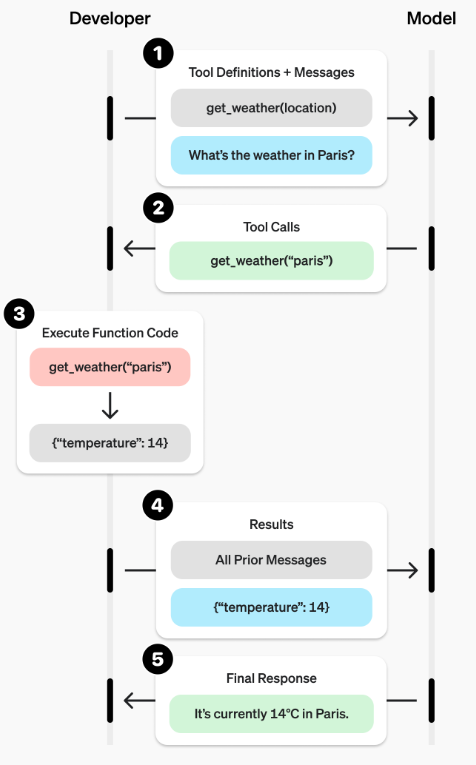 Developer
Model
1
Tool Definitions + Messages
get_weather(location)
What’s the weather in Paris?
2
Tool Calls
get_weather(“paris”)
3
Execute Function Code
get_weather(“paris”)
{“temperature”: 14}
4
Results
All Prior Messages
{“temperature”: 14}
5
Final Response
It’s currently 14°C in Paris.